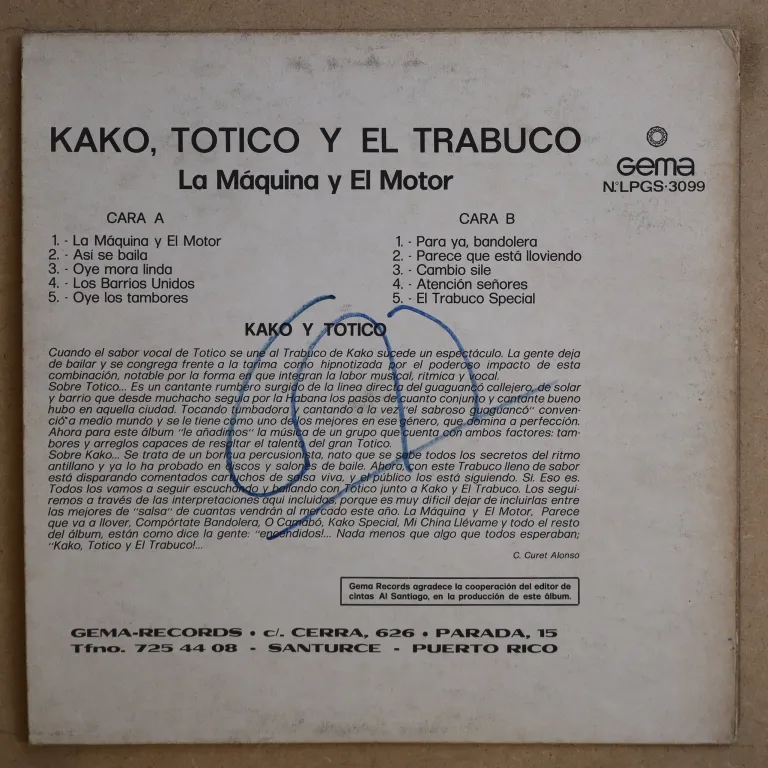 KAKO, TOTICO Y EL TRABUCO
La Máquina y El Motor
Gema
N.ºLPGS-3099
CARA A
1. - La Máquina y El Motor
2. - Así se baila
3. - Oye mora linda
4. - Los Barrios Unidos
5. - Oye los tambores
CARA B
1. - Para ya, bandolera
2. - Parece que está lloviendo
3. - Cambio sile
4. - Atención señores
5. - El Trabuco Special
KAKO Y TOTICO
Cuando el sabor vocal de Totico se une al Trabuco de Kako sucede un espectáculo. La gente deja
de bailar y se congrega frente a la tarima como hipnotizada por el poderoso impacto de esta
combinación, notable por la forma en que integran la labor musical, rítmica y vocal.
Sobre Totico... Es un cantante rumbero surgido de la línea directa del guaguancó callejero, de solar
y barrio que desde muchacho seguía por la Habana los pasos de cuanto conjunto y cantante bueno
hubo en aquella ciudad. Tocando tumbadora o cantando a la vez "el sabroso guaguancó" conven-
ció a medio mundo y se le tiene como uno de los mejores en ese género, que domina a perfección.
Ahora para este álbum "le añadimos" la música de un grupo que cuenta con ambos factores: tam-
bores y arreglos capaces de respetar el talento del gran Totico.
Sobre Kako... Se trata de un boricua percusionista, nato que se sabe todos los secretos del ritmo
antillano y ya lo ha probado en discos y salones de baile. Ahora, con este Trabuco lleno de sabor
está disparando comentados cartuchos de salsa viva, y el público los está siguiendo. Si. Eso es.
Todos los vamos a seguir escuchando y bailando con Totico junto a Kako y El Trabuco. Los segui-
remos a través de las interpretaciones aquí incluidas, porque es muy difícil dejar de incluirlas entre
las mejores de "salsa" de cuantas vendrán al mercado este año. La Máquina y El Motor, Parece
que va a llover, Compórtate Bandolera, O Carambó, Kako Special, Mi China Llévame y todo el resto
del álbum, están como dice la gente: "encendidos!... Nada menos que algo que todos esperaban;
"Kako, Totico y El Trabuco!...
C. Curet Alonso
Gema Records agradece la cooperación del editor de
cintas Al Santiago, en la producción de este álbum.
GEMA-RECORDS • c/. CERRA, 626 • PARADA, 15
Tfno. 725 44 08 - SANTURCE - PUERTO RICO